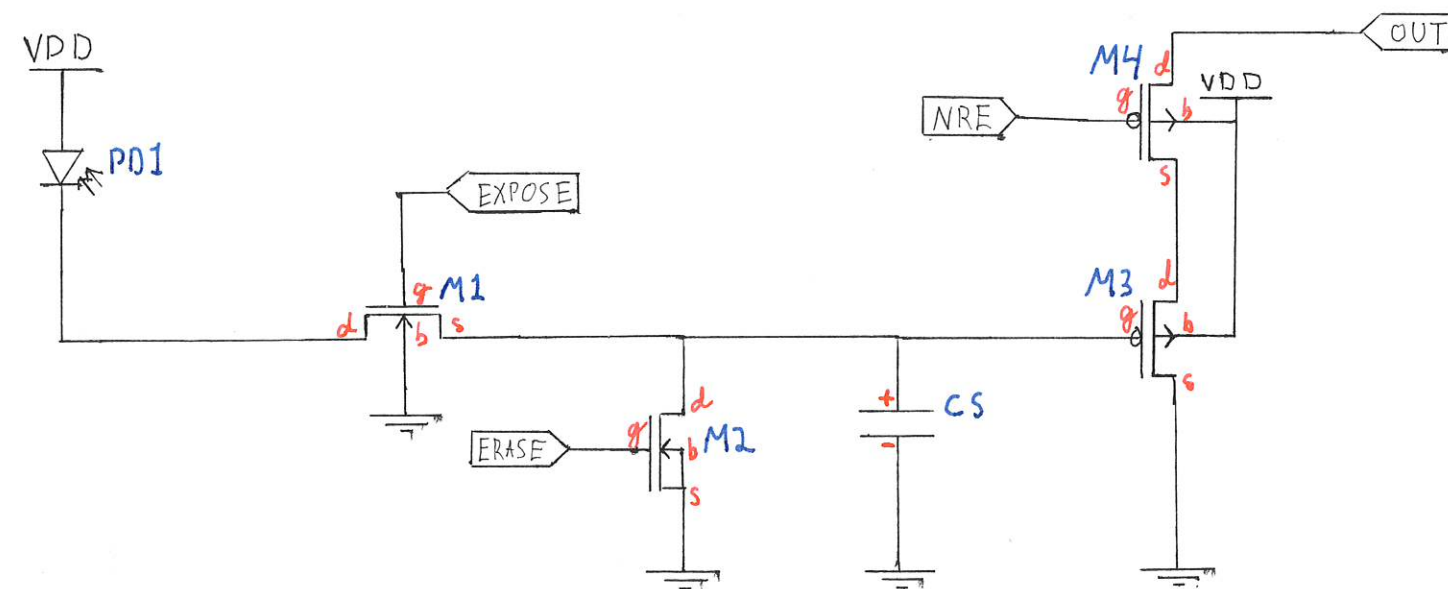 VDD
PD1
EXPOSE
g M1
d b s
ERASE
d
g M2
b
s
+ CS
-
OUT
M4 d
VDD
g b
NRE
s
M3 d
g b
s